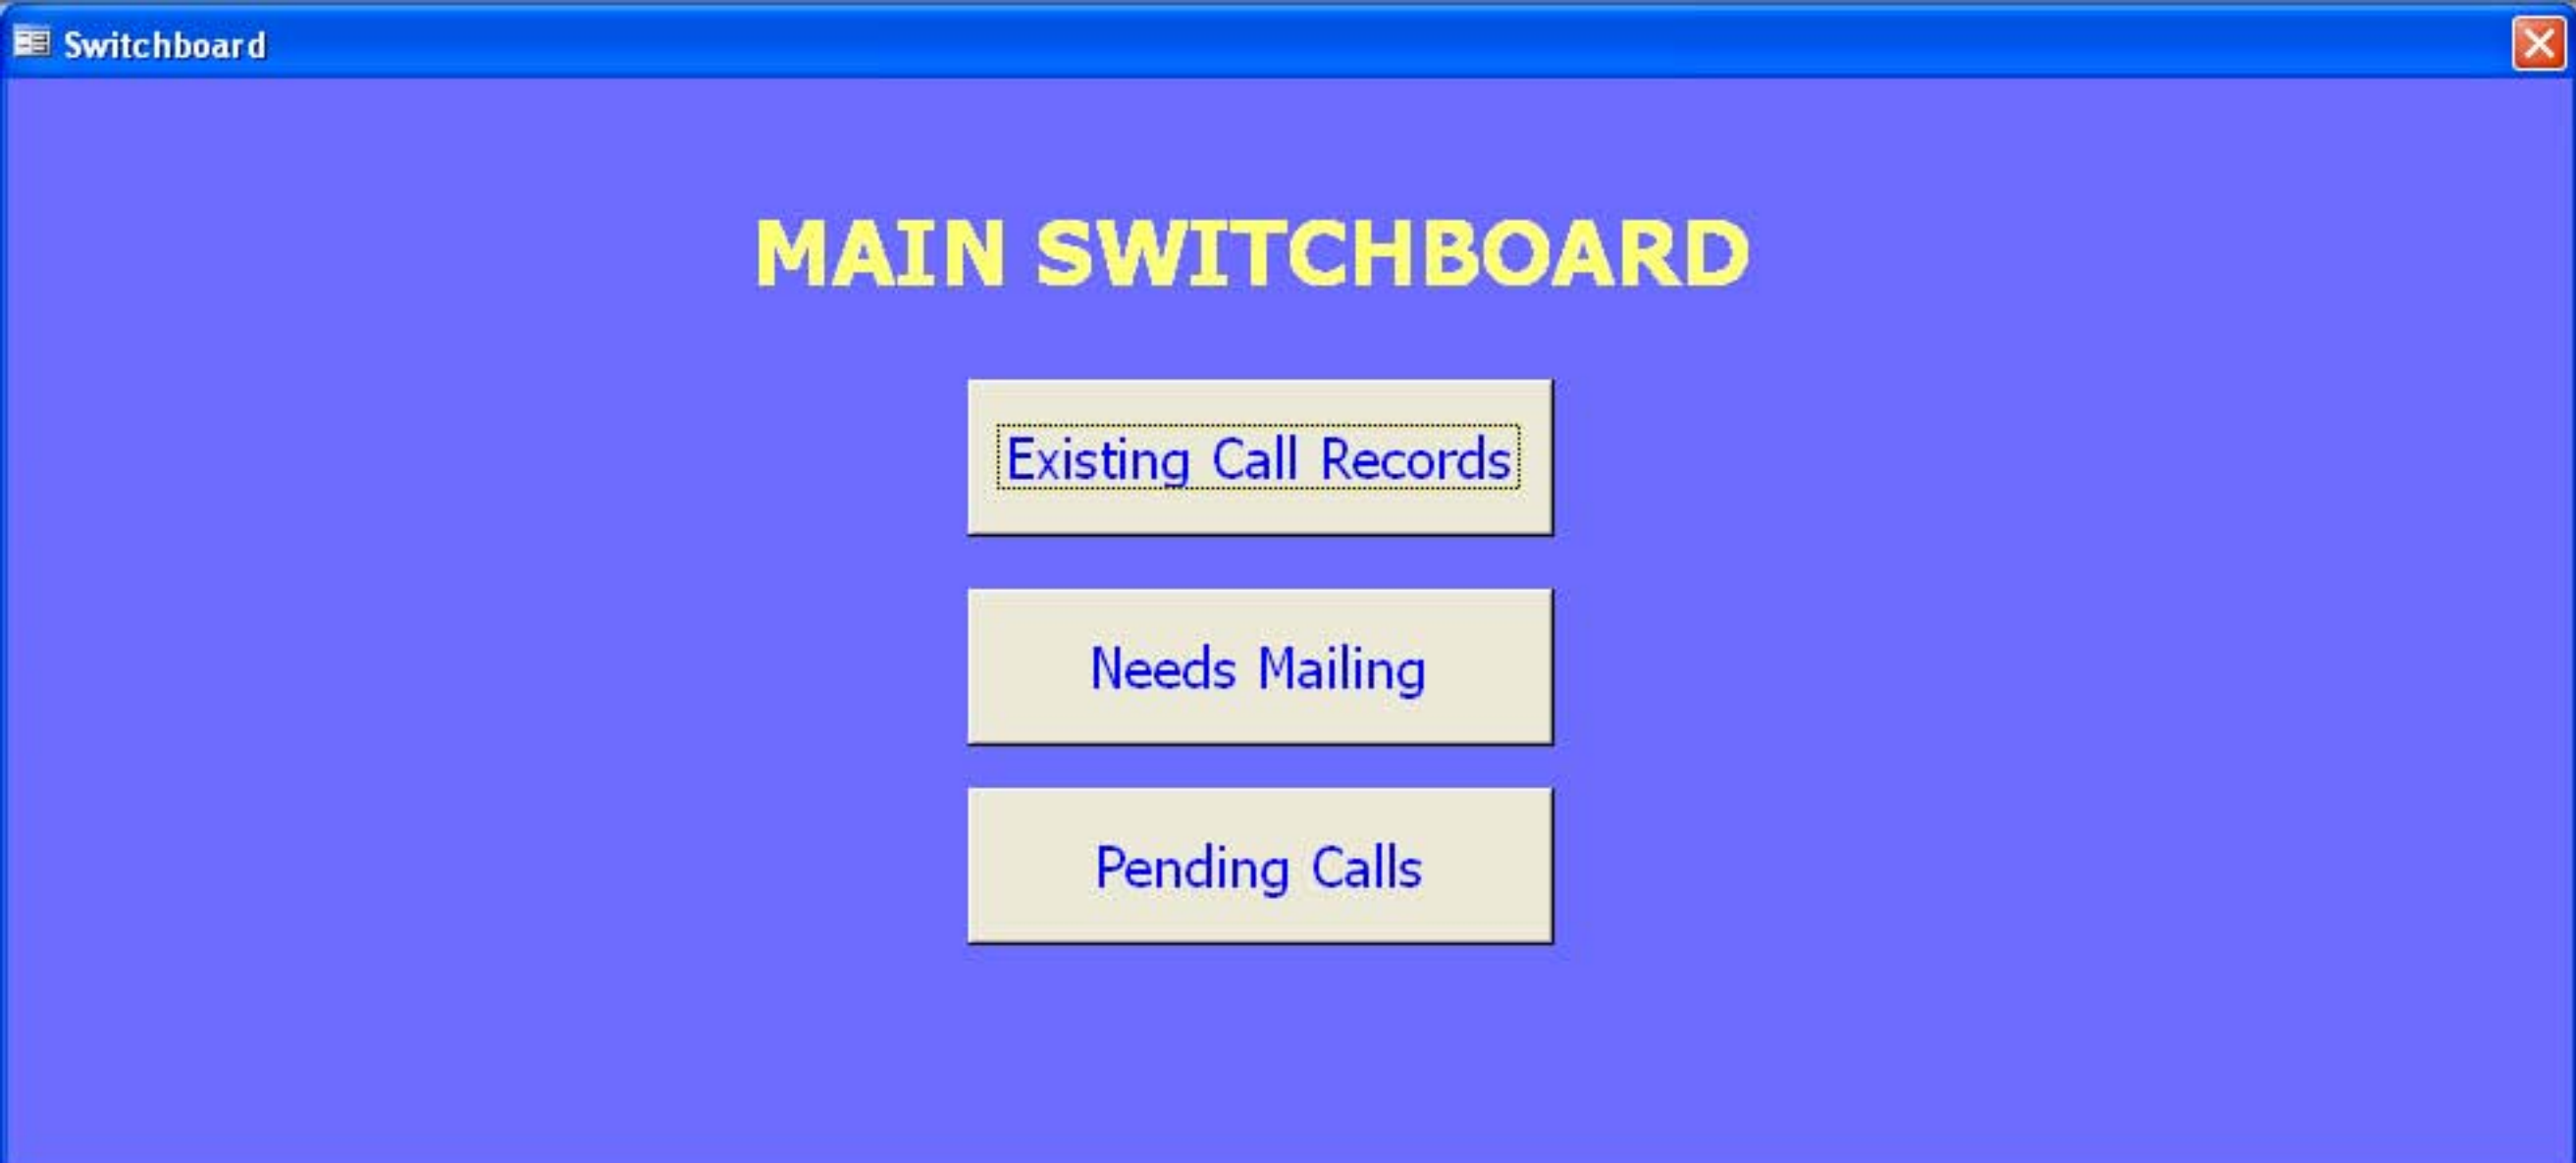 Switchboard
MAIN SWITCHBOARD
Existing Call Records
Needs Mailing
Pending Calls